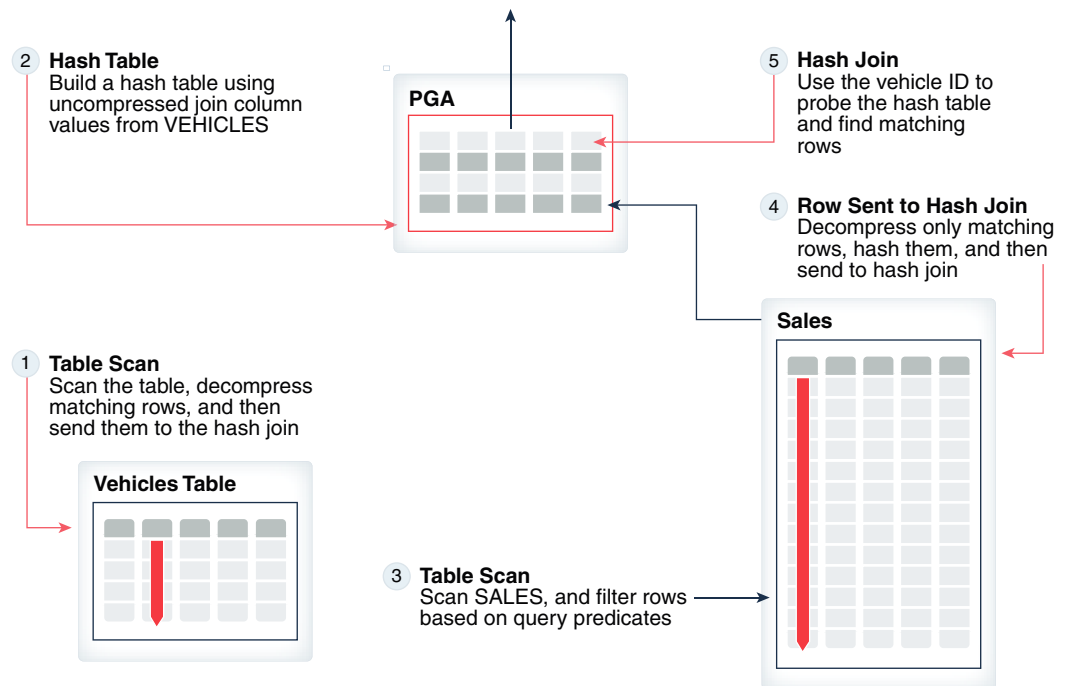 2 Hash Table
Build a hash table using
uncompressed join column
values from VEHICLES
PGA
5 Hash Join
Use the vehicle ID to
probe the hash table
and find matching
rows
4 Row Sent to Hash Join
Decompress only matching
rows, hash them, and then
send to hash join
Sales
1 Table Scan
Scan the table, decompress
matching rows, and then
send them to the hash join
Vehicles Table
3 Table Scan
Scan SALES, and filter rows
based on query predicates